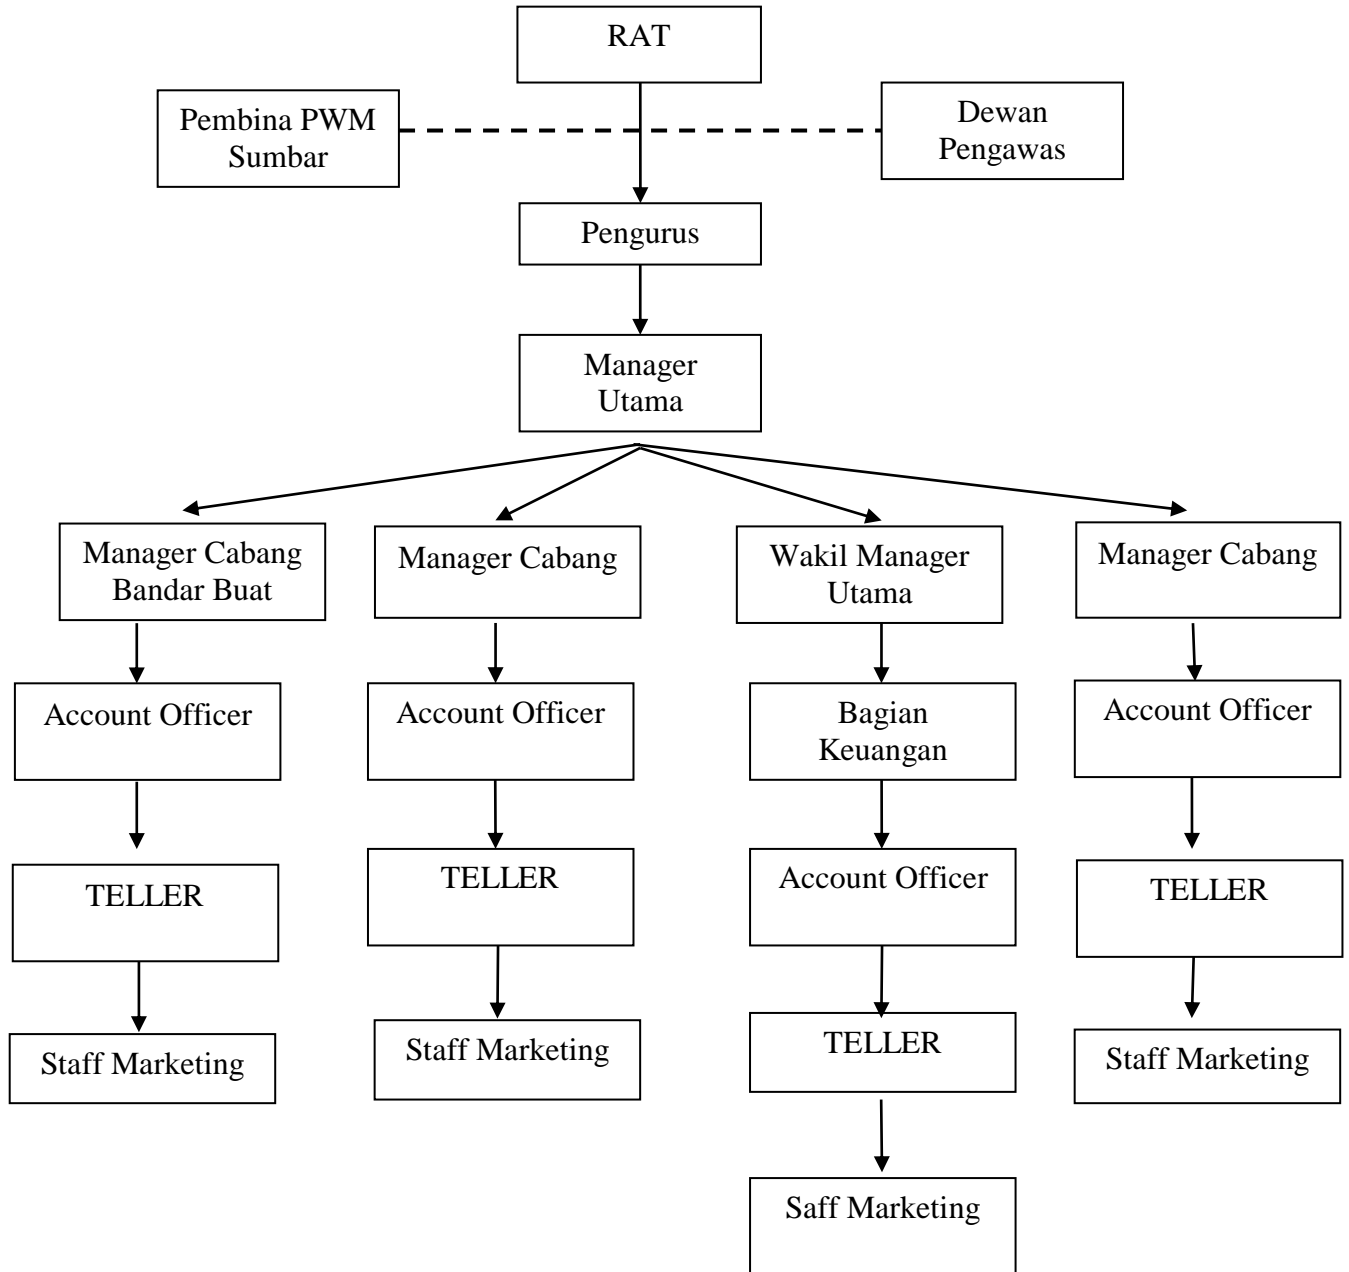 RAT
Pembina PWM
Sumbar
Dewan
Pengawas
Pengurus
Manager
Utama
Manager Cabang
Bandar Buat
Manager Cabang
Wakil Manager
Utama
Manager Cabang
Account Officer
Account Officer
Bagian
Keuangan
Account Officer
TELLER
TELLER
Account Officer
TELLER
Staff Marketing
Staff Marketing
TELLER
Staff Marketing
Saff Marketing